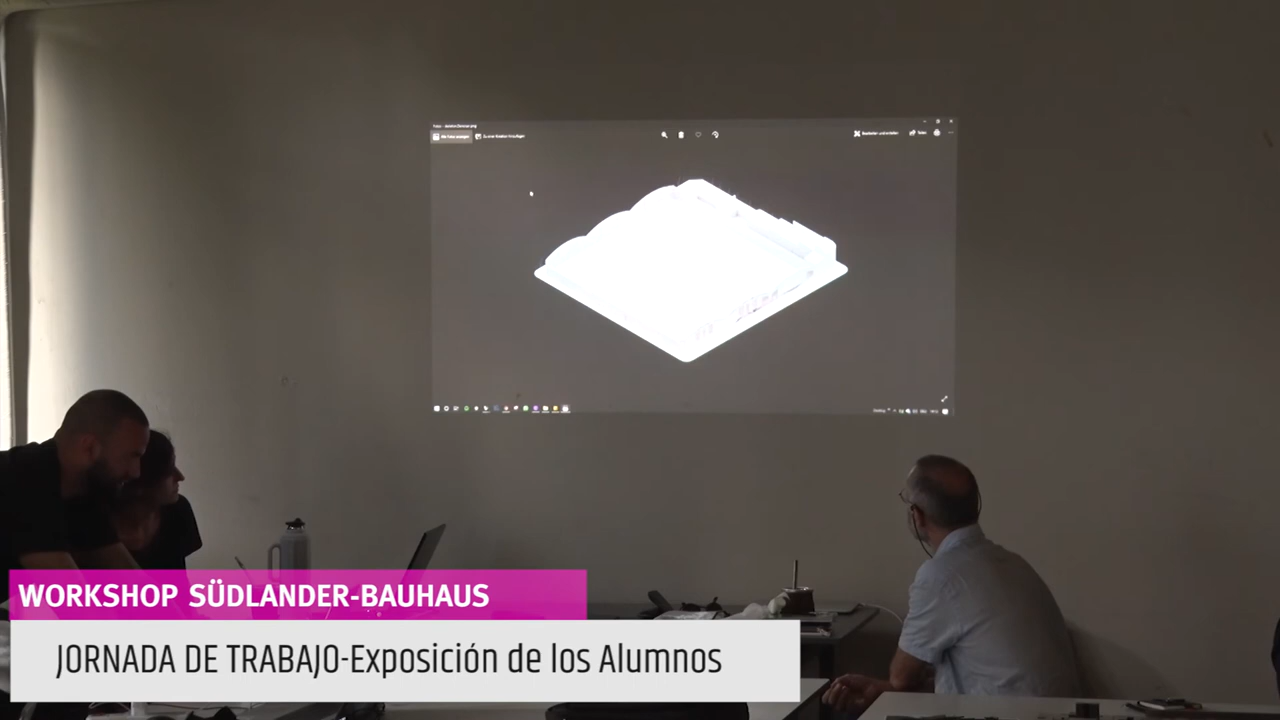 WORKSHOP SÜDLANDER-BAUHAUS
JORNADA DE TRABAJO-Exposición de los Alumnos